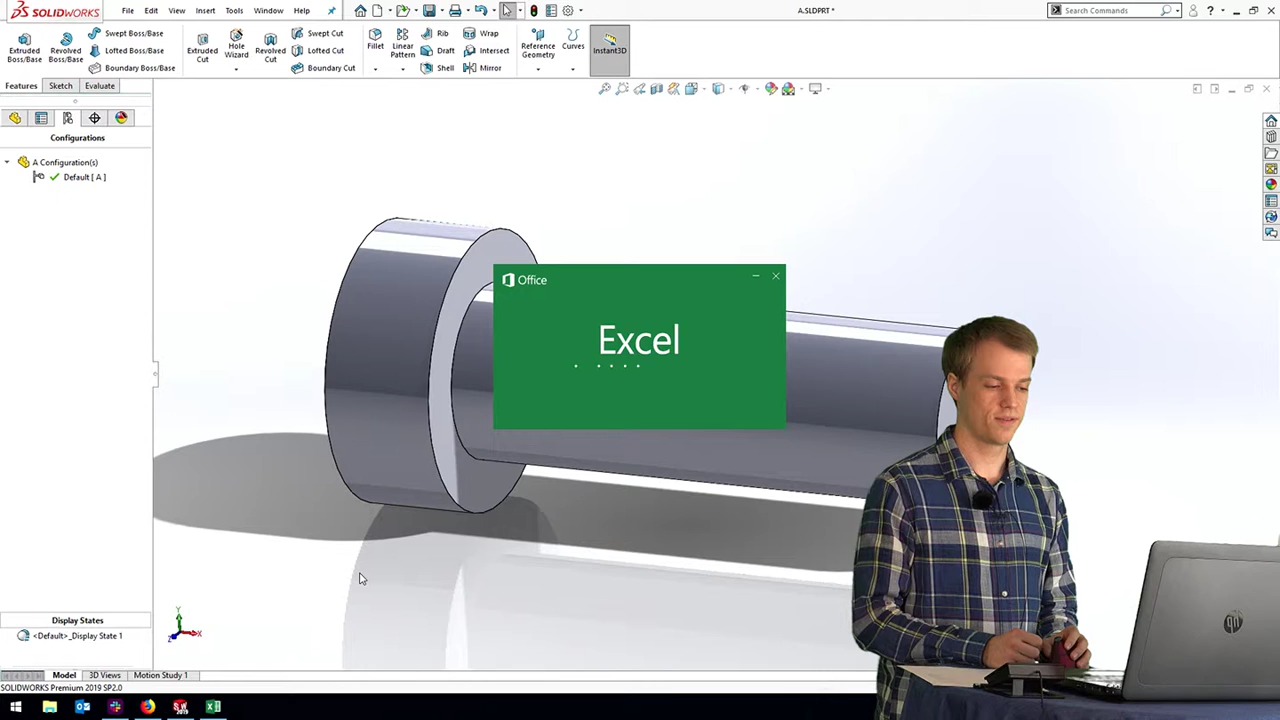 SOLIDWORKS File Edit View Insert Tools Window Help A.SLDPRT * Search Commands ?
Extruded Boss/Base
Revolved Boss/Base
Swept Boss/Base
Lofted Boss/Base
Boundary Boss/Base
Extruded Cut
Hole Wizard
Revolved Cut
Swept Cut
Lofted Cut
Boundary Cut
Fillet
Linear Pattern
Rib
Draft
Shell
Wrap
Intersect
Mirror
Reference Geometry
Curves
Instant3D
Features Sketch Evaluate
Configurations
A Configuration(s)
Default [ A ]
Office
Excel
Y
X
Z
hp
Display States
<Default>_Display State 1
Model 3D Views Motion Study 1
SOLIDWORKS Premium 2019 SP2.0